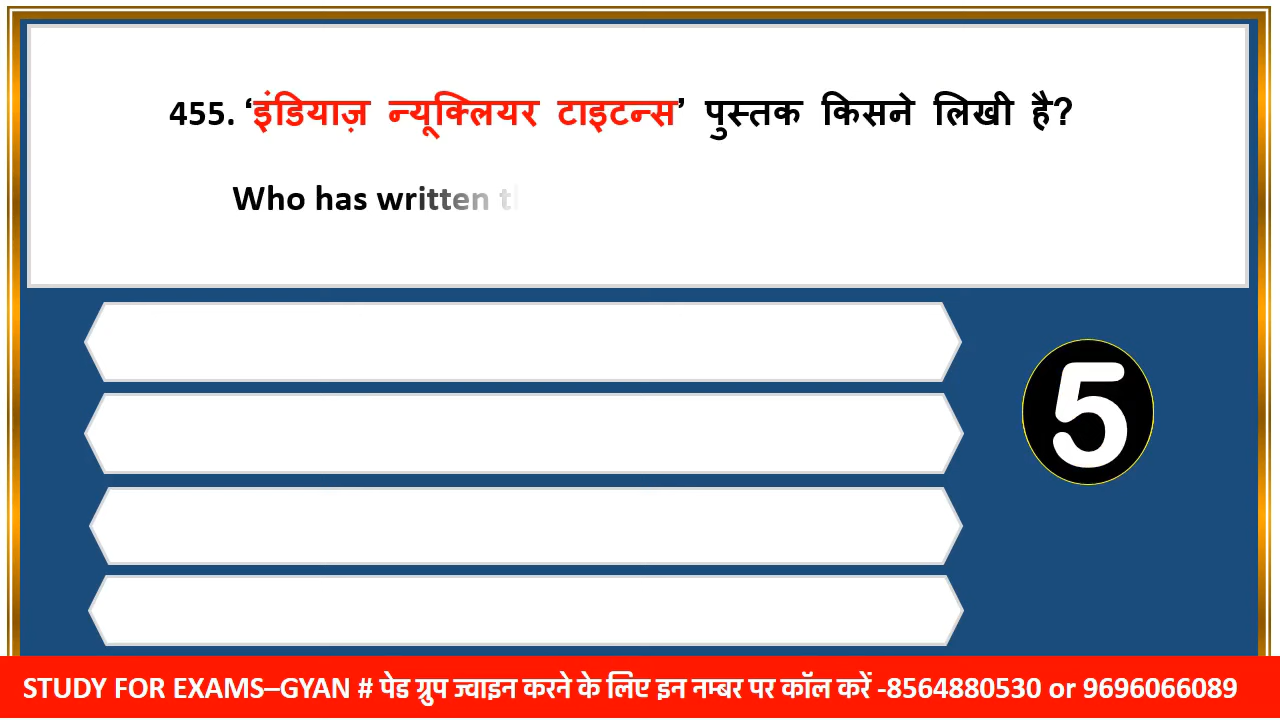 455. ‘इंडियाज़ न्यूक्लियर टाइटन्स’ पुस्तक किसने लिखी है?
Who has written
5
STUDY FOR EXAMS–GYAN # पेड ग्रुप ज्वाइन करने के लिए इन नम्बर पर कॉल करें -8564880530 or 9696066089